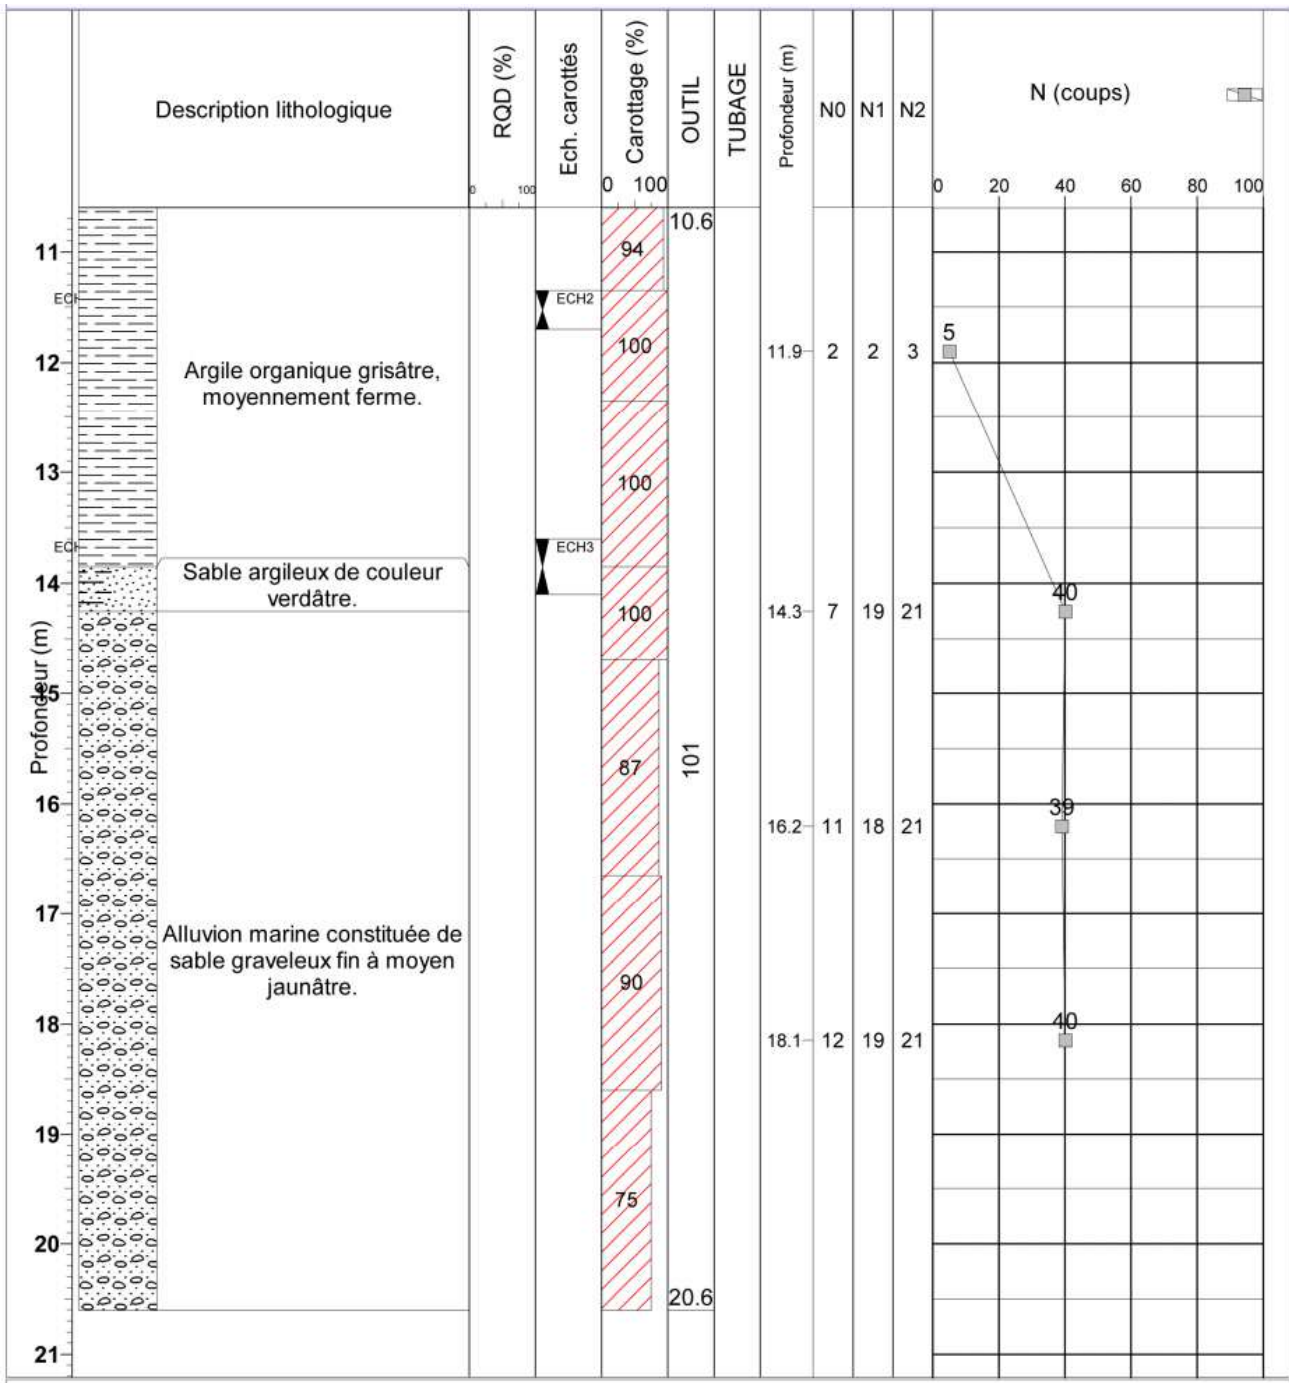 Description lithologique
RQD (%)
Ech. carottés
Carottage (%)
OUTIL
TUBAGE
Profondeur (m)
N0
N1
N2
N (coups)
0 100
0 100
0 20 40 60 80 100
10.6
11
94
ECH2
5
11.9 2 2 3
100
12
Argile organique grisâtre,
moyennement ferme.
13
100
ECH3
Sable argileux de couleur
verdâtre.
14
40
14.3 7 19 21
100
Profondeur (m)
15
87
101
16
39
16.2 11 18 21
17
Alluvion marine constituée de
sable graveleux fin à moyen
jaunâtre.
90
18
40
18.1 12 19 21
19
75
20
20.6
21